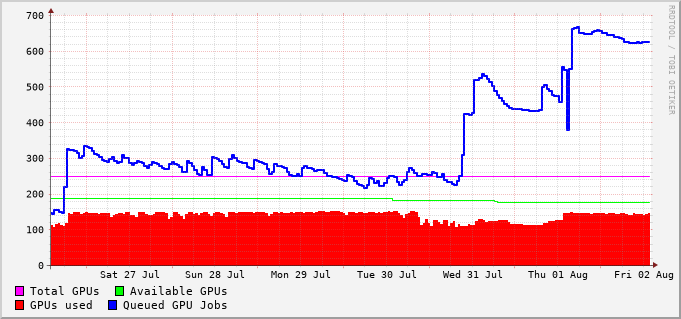 700
600
500
400
300
200
100
0
Sat 27 Jul Sun 28 Jul Mon 29 Jul Tue 30 Jul Wed 31 Jul Thu 01 Aug Fri 02 Aug
Total GPUs Available GPUs
GPUs used Queued GPU Jobs
RRDTOOL / TOBI OETIKER